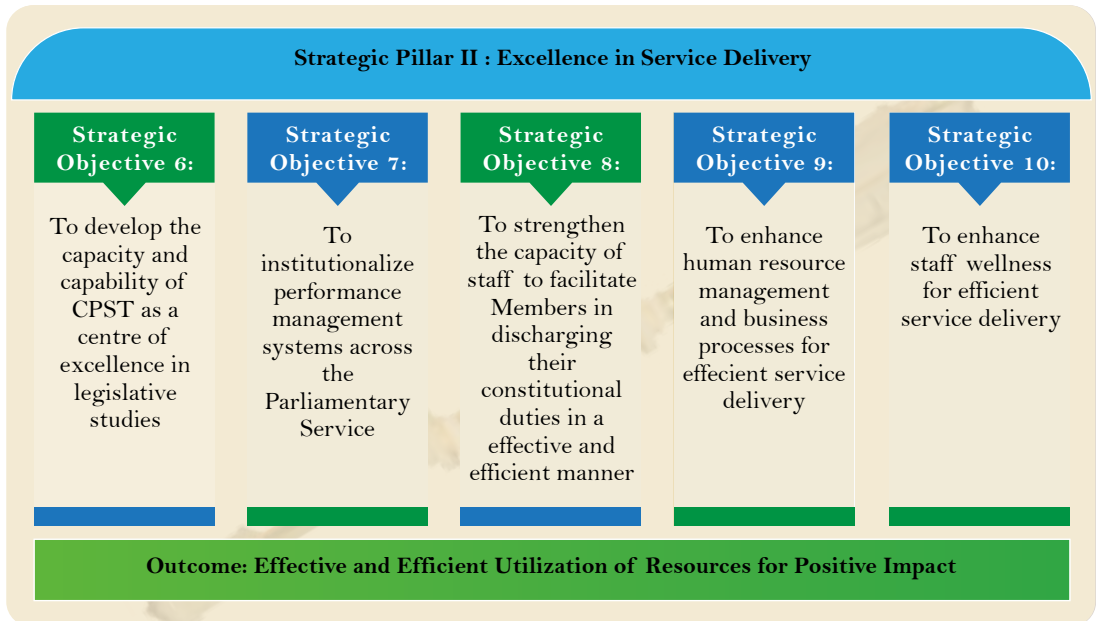 Strategic Pillar II : Excellence in Service Delivery
Strategic
Objective 6:
To develop the
capacity and
capability of
CPST as a
centre of
excellence in
legislative
studies
Strategic
Objective 7:
To
institutionalize
performance
management
systems across
the
Parliamentary
Service
Strategic
Objective 8:
To strengthen
the capacity of
staff to facilitate
Members in
discharging
their
constitutional
duties in a
effective and
efficient manner
Strategic
Objective 9:
To enhance
human resource
management
and business
processes for
effecient service
delivery
Strategic
Objective 10:
To enhance
staff wellness
for efficient
service delivery
Outcome: Effective and Efficient Utilization of Resources for Positive Impact